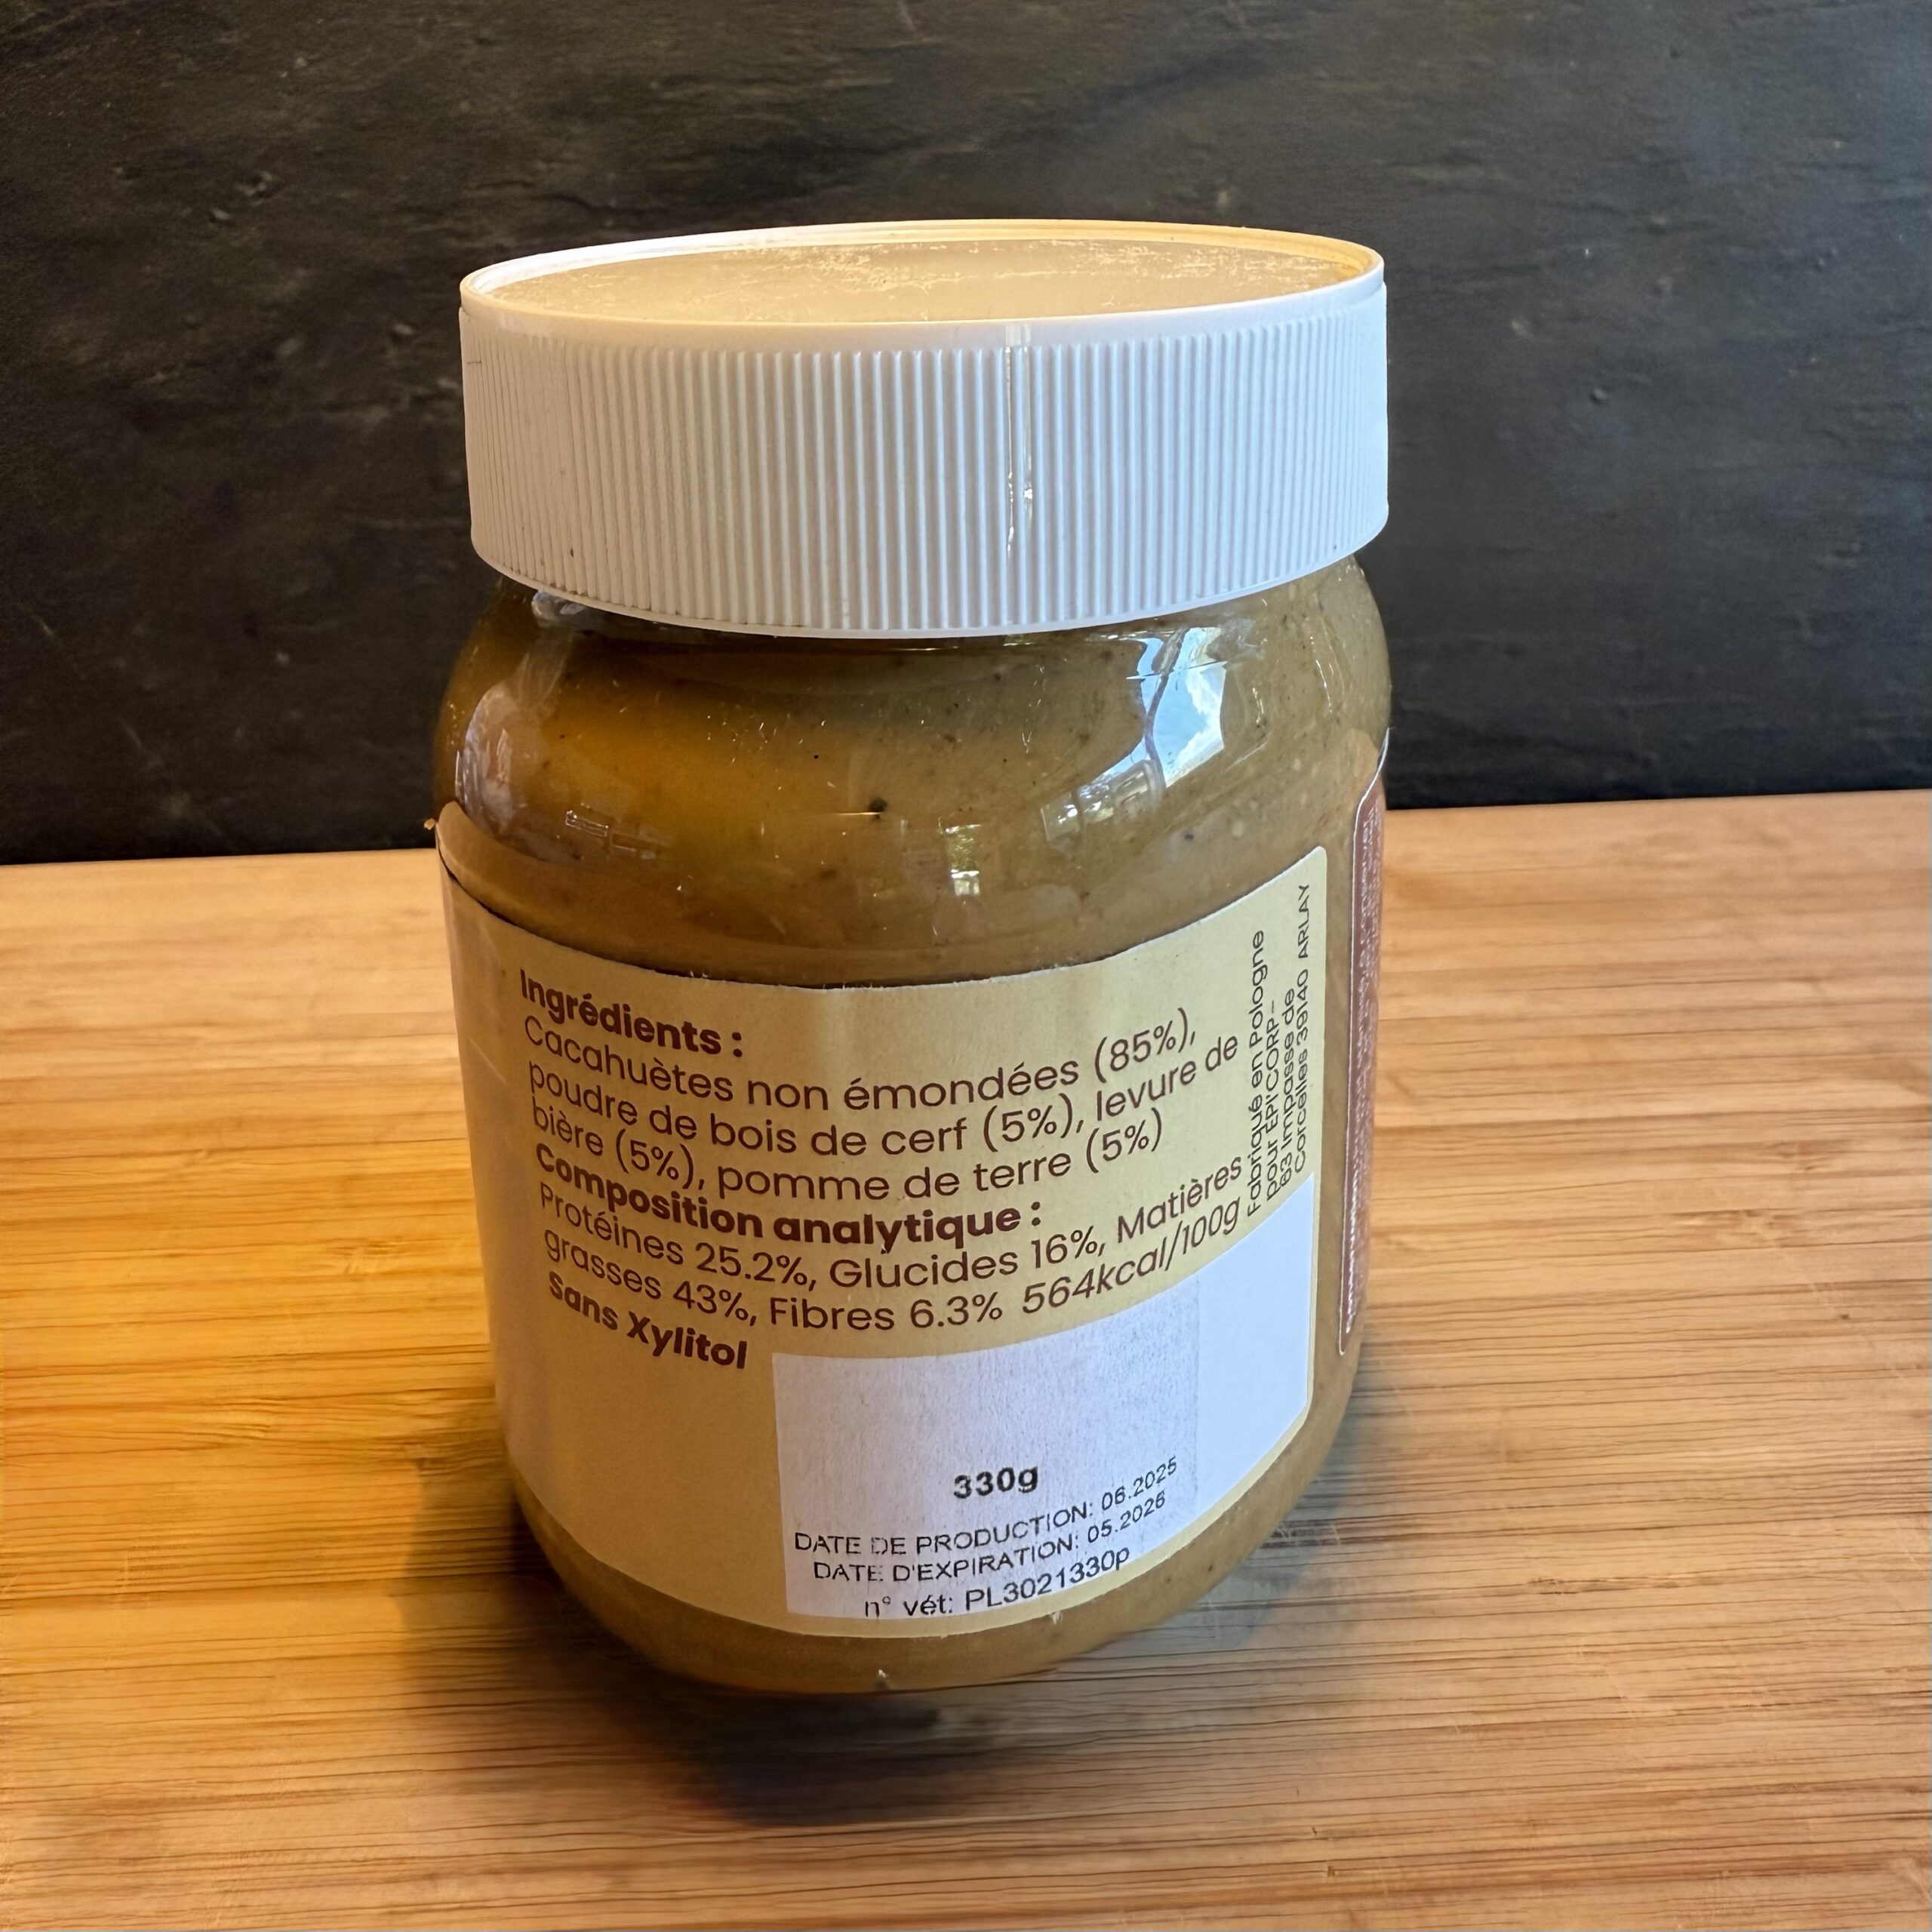 Ingrédients :
Cacahuètes non émondées (85%),
poudre de bois de cerf (5%), levure de
bière (5%), pomme de terre (5%)
Composition analytique :
Protéines 25.2%, Glucides 16%, Matières
grasses 43%, Fibres 6.3% 564kcal/100g
Sans Xylitol
Fabriqué en Pologne
pour EPICORP-
impasse de
Corcelles 39140 ARLAY
330g
DATE DE PRODUCTION: 06.2025
DATE D'EXPIRATION: 05.2026
n° vét: PL3021330p